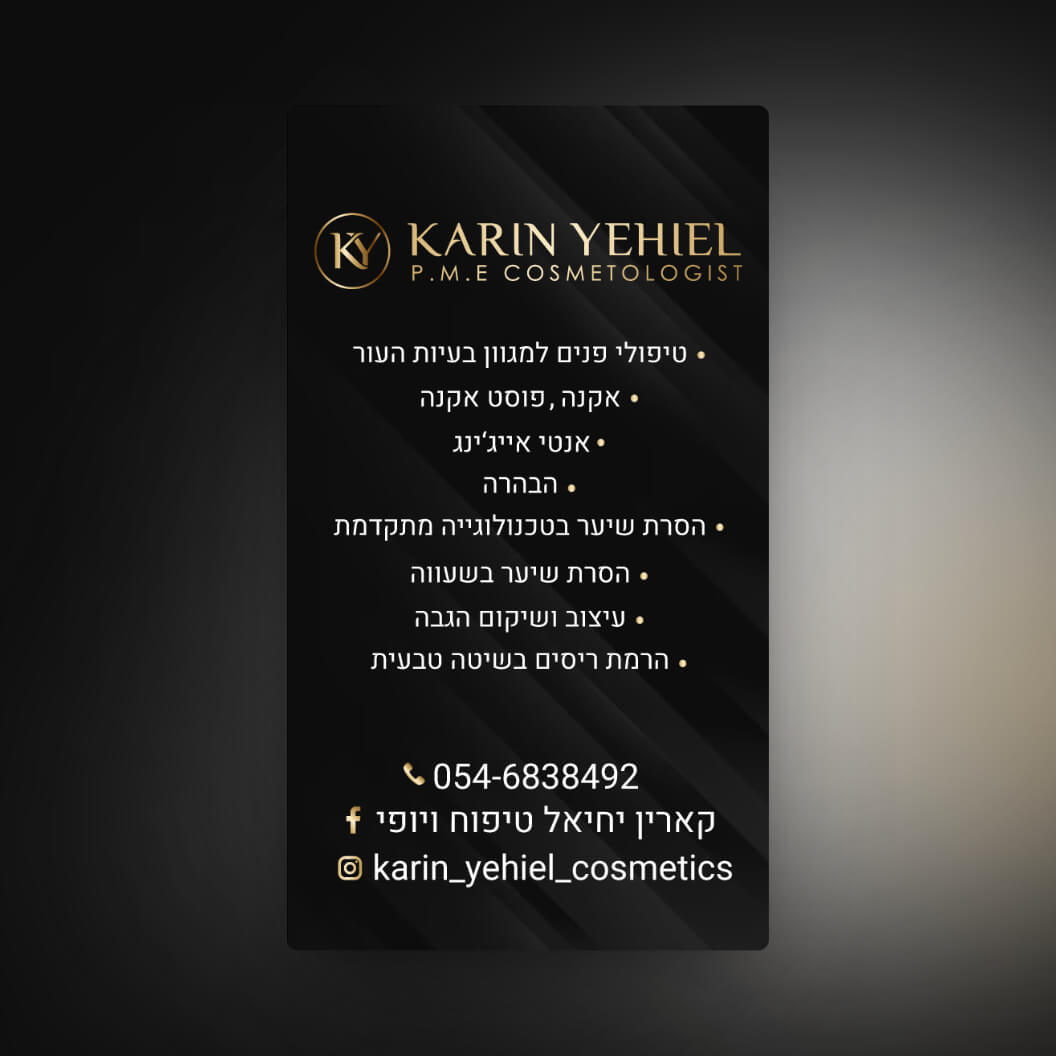 KY
KARIN YEHIEL
P.M.E COSMETOLOGIST
• טיפולי פנים למגוון בעיות העור
• אקנה, פוסט אקנה
• אנטי אייג'ינג
• הבהרה
• הסרת שיער בטכנולוגייה מתקדמת
• הסרת שיער בשעווה
• עיצוב ושיקום הגבה
• הרמת ריסים בשיטה טבעית
054-6838492
קארין יחיאל טיפוח ויופי
karin_yehiel_cosmetics